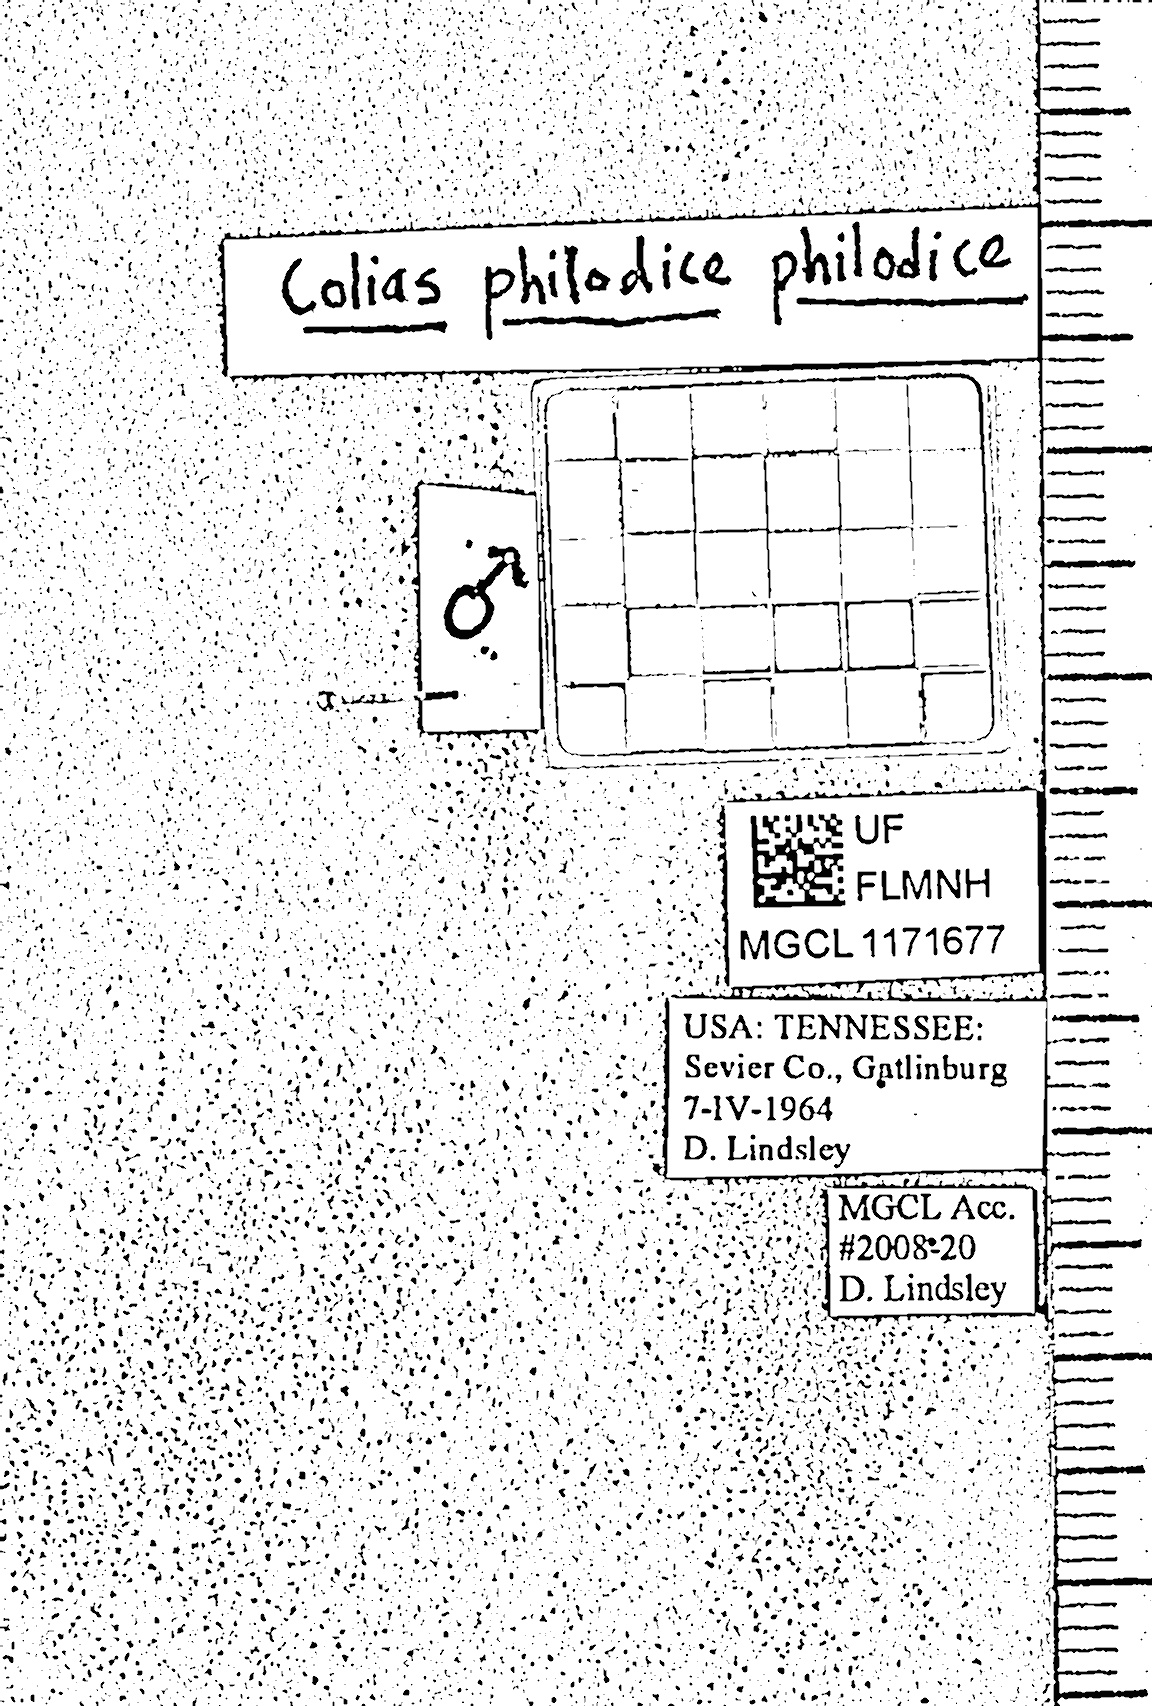 Colias philodice philodice
♂
UF
FLMNH
MGCL 1171677
USA: TENNESSEE:
Sevier Co., Gatlinburg
7-IV-1964
D. Lindsley
MGCL Acc.
#2008-20
D. Lindsley